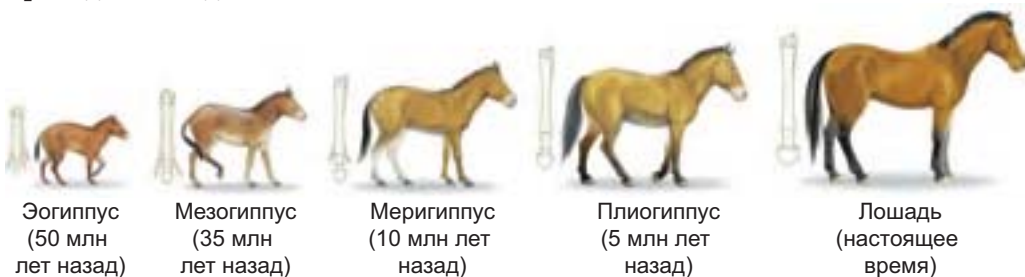 Эогиппус
(50 млн
лет назад)
Мезогиппус
(35 млн
лет назад)
Меригиппус
(10 млн лет
назад)
Плиогиппус
(5 млн лет
назад)
Лошадь
(настоящее
время)